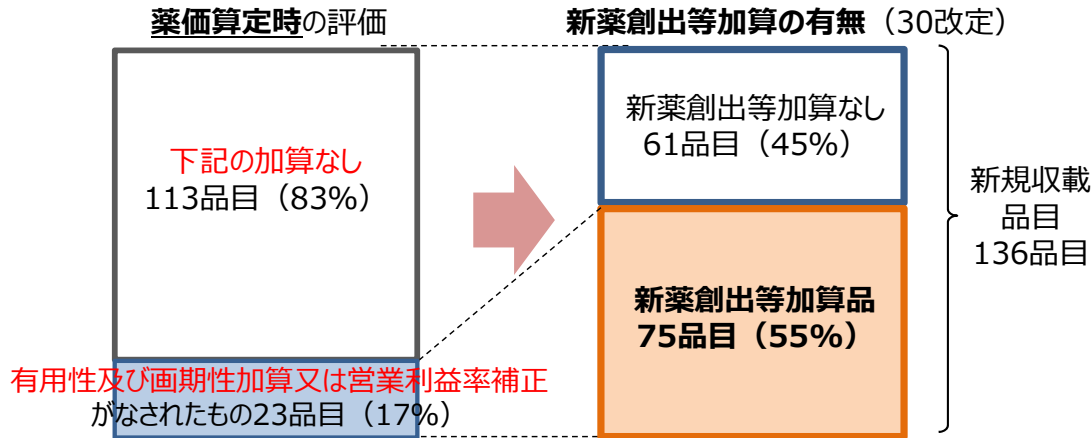 薬価算定時の評価
新薬創出等加算の有無（30改定）
下記の加算なし
113品目（83%）
有用性及び画期性加算又は営業利益率補正
がなされたもの23品目（17%）
新薬創出等加算なし
61品目（45%）
新薬創出等加算品
75品目（55%）
新規収載
品目
136品目